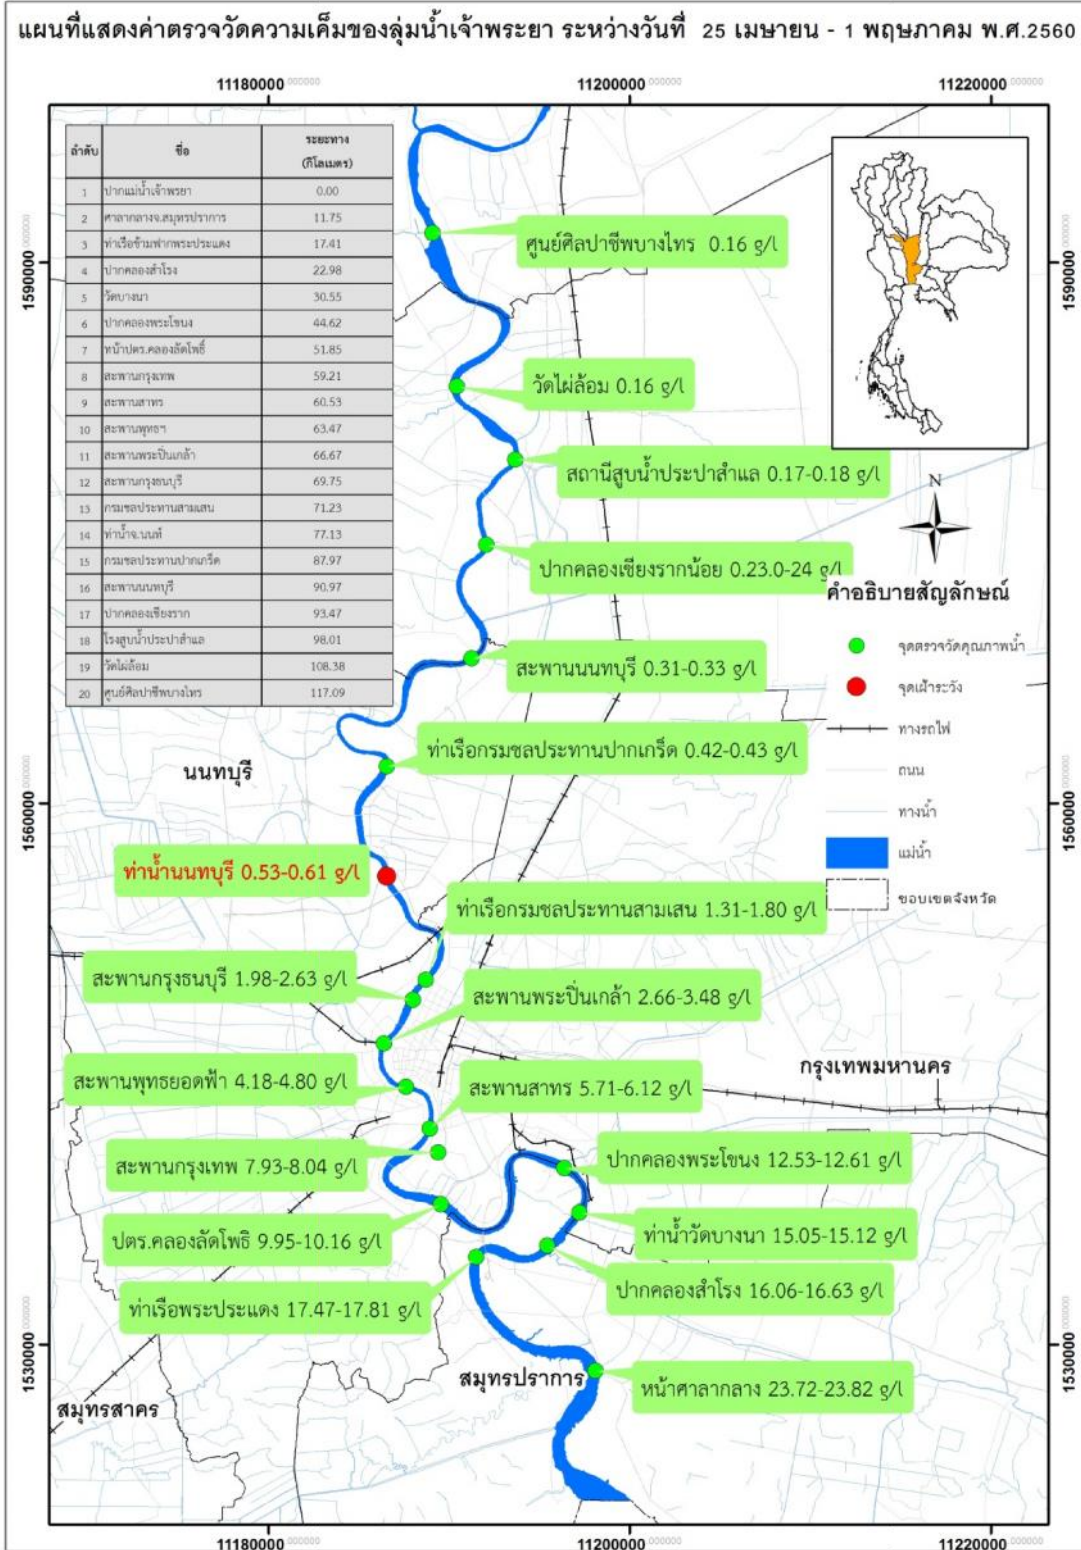 แผนที่แสดงค่าตรวจวัดความเค็มของลุ่มน้ำเจ้าพระยา ระหว่างวันที่ 25 เมษายน - 1 พฤษภาคม พ.ศ.2560
11180000.000000 11200000.000000 11220000.000000
ลำดับ ชื่อ ระยะทาง
(กิโลเมตร)
1 ปากแม่น้ำเจ้าพรยา 0.00
2 ศาลากลางจ.สมุทรปราการ 11.75
3 ท่าเรือข้ามฟากพระประแดง 17.41
4 ปากคลองสำโรง 22.98
5 วัดบางนา 30.55
6 ปากคลองพระโขนง 44.62
7 หน้าปตร.คลองลัดโพธิ์ 51.85
8 สะพานกรุงเทพ 59.21
9 สะพานสาทร 60.53
10 สะพานพุทธฯ 63.47
11 สะพานพระปิ่นเกล้า 66.67
12 สะพานกรุงธนบุรี 69.75
13 กรมชลประทานสามเสน 71.23
14 ท่าน้ำจ.นนท์ 77.13
15 กรมชลประทานปากเกร็ด 87.97
16 สะพานนนทบุรี 90.97
17 ปากคลองเชียงราก 93.47
18 โรงสูบน้ำประปาสำแล 98.01
19 วัดไผ่ล้อม 108.38
20 ศูนย์ศิลปาชีพบางไทร 117.09
ศูนย์ศิลปาชีพบางไทร 0.16 g/l
1590000.000000 1590000.000000
วัดไผ่ล้อม 0.16 g/l
สถานีสูบน้ำประปาสำแล 0.17-0.18 g/l
N
ปากคลองเชียงรากน้อย 0.23.0-24 g/l
คำอธิบายสัญลักษณ์
จุดตรวจวัดคุณภาพน้ำ
จุดเฝ้าระวัง
ทางรถไฟ
ถนน
ทางน้ำ
แม่น้ำ
ขอบเขตจังหวัด
สะพานนนทบุรี 0.31-0.33 g/l
ท่าเรือกรมชลประทานปากเกร็ด 0.42-0.43 g/l
นนทบุรี
1560000.000000 1560000.000000
ท่าน้ำนนทบุรี 0.53-0.61 g/l
ท่าเรือกรมชลประทานสามเสน 1.31-1.80 g/l
สะพานกรุงธนบุรี 1.98-2.63 g/l
สะพานพระปิ่นเกล้า 2.66-3.48 g/l
กรุงเทพมหานคร
สะพานพุทธยอดฟ้า 4.18-4.80 g/l
สะพานสาทร 5.71-6.12 g/l
สะพานกรุงเทพ 7.93-8.04 g/l
ปากคลองพระโขนง 12.53-12.61 g/l
ปตร.คลองลัดโพธิ 9.95-10.16 g/l
ท่าน้ำวัดบางนา 15.05-15.12 g/l
ปากคลองสำโรง 16.06-16.63 g/l
ท่าเรือพระประแดง 17.47-17.81 g/l
1530000.000000 1530000.000000
สมุทรปราการ
หน้าศาลากลาง 23.72-23.82 g/l
สมุทรสาคร
11180000.000000 11200000.000000 11220000.000000